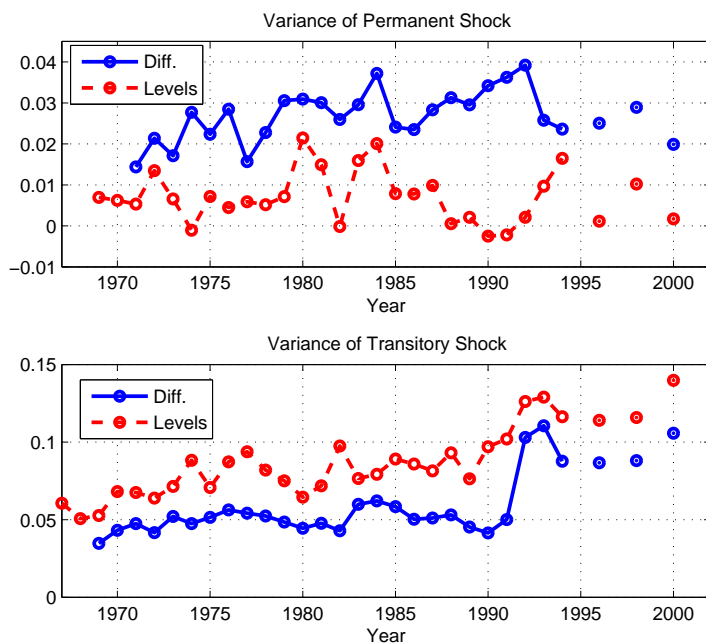 Variance of Permanent Shock
0.04
0.03
0.02
0.01
0
−0.01
Diff.
Levels
1970 1975 1980 1985 1990 1995 2000
Year
Variance of Transitory Shock
0.15
0.1
0.05
0
Diff.
Levels
1970 1975 1980 1985 1990 1995 2000
Year